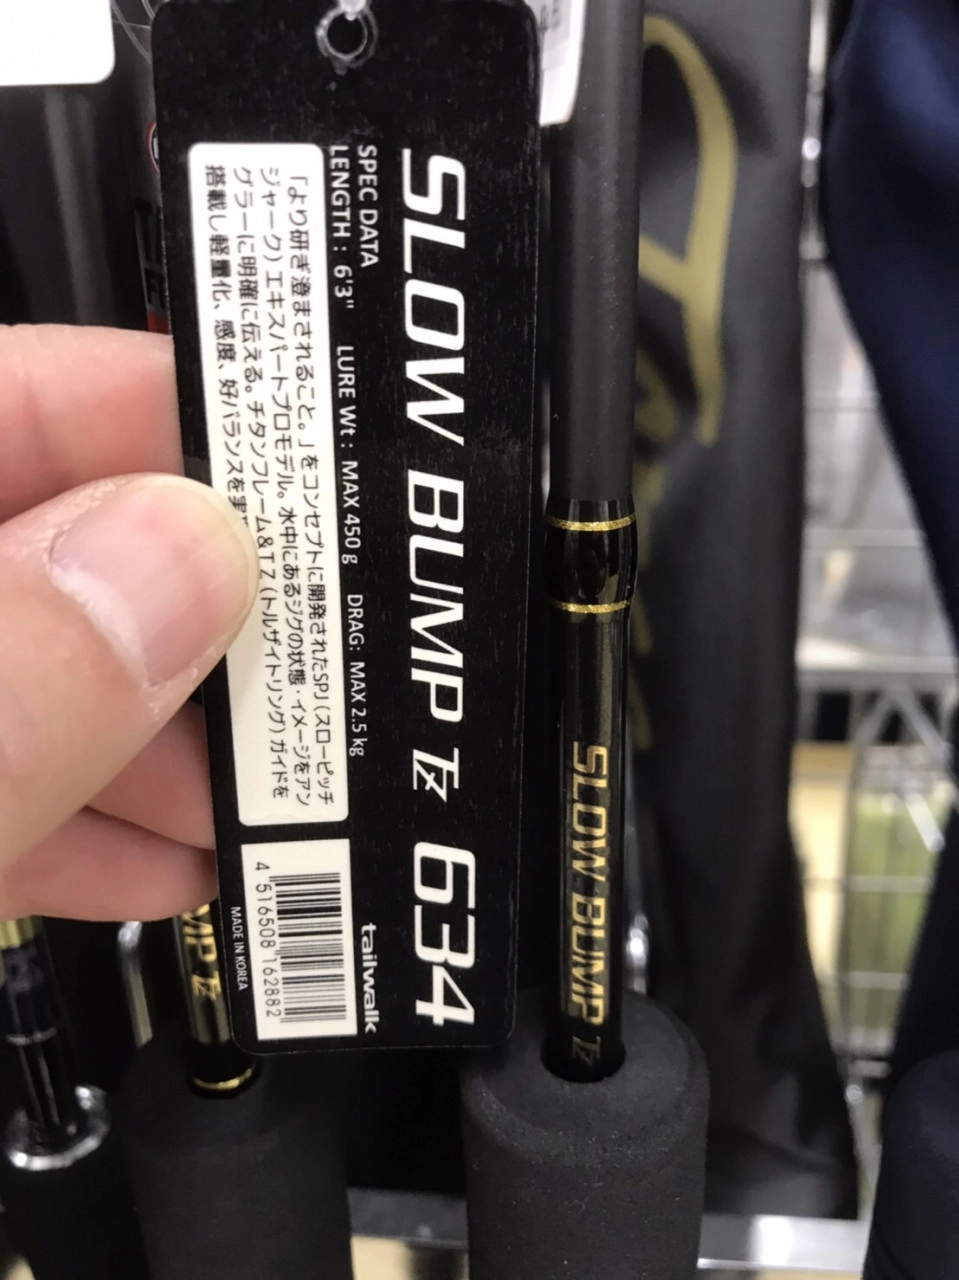 SLOW BUMP TZ 634
SPEC DATA
LENGTH : 6'3" LURE Wt : MAX 450 g DRAG: MAX 2.5 kg
「より研ぎ澄まされること。」をコンセプトに開発されたSPJ(スローピッチ
ジャーク)エキスパートプロモデル。水中にあるジグの状態・イメージをアン
グラーに明確に伝える。チタンフレーム&TZ(トルザイトリング)ガイドを
搭載し軽量化、感度、好バランスを実
tailwalk
4 516508 162882
MADE IN KOREA
SLOW BUMP TZ
MP TZ